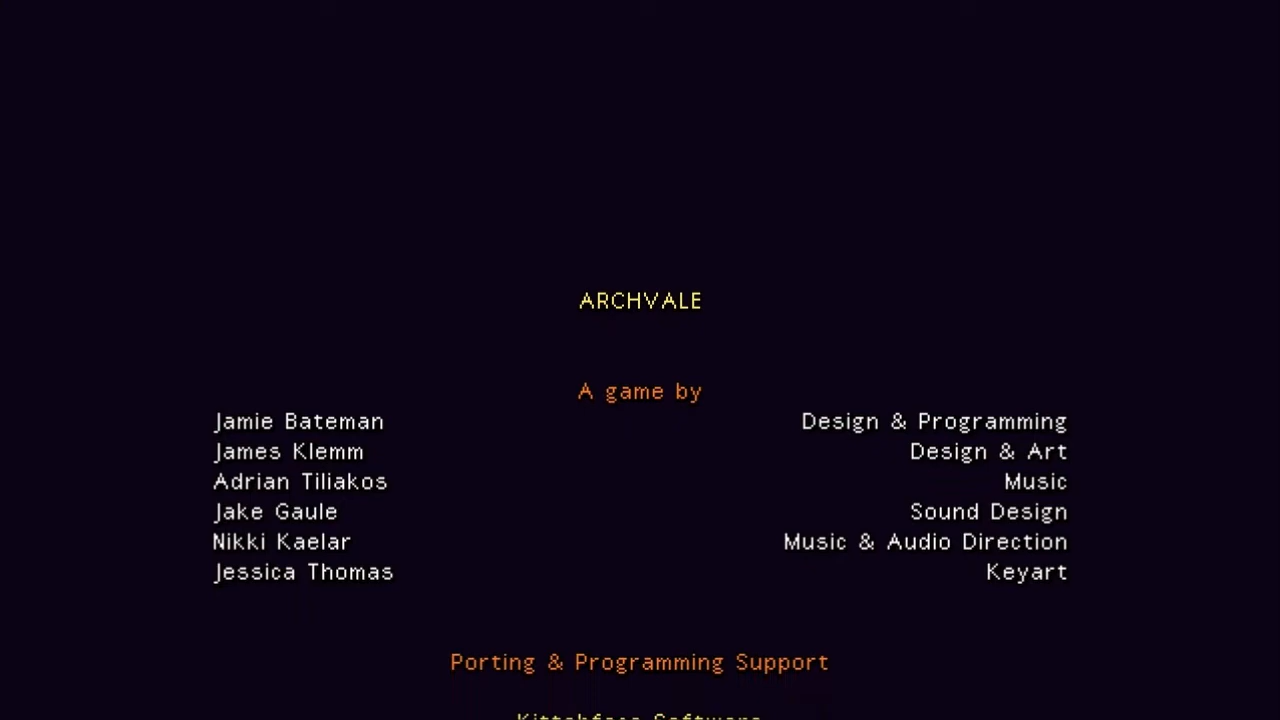 ARCHVALE
A game by
Jamie Bateman Design & Programming
James Klemm Design & Art
Adrian Tiliakos Music
Jake Gaule Sound Design
Nikki Kaelar Music & Audio Direction
Jessica Thomas Keyart
Porting & Programming Support
Software